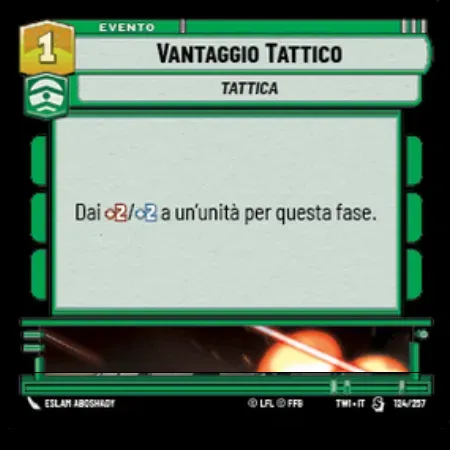 EVENTO
1
VANTAGGIO TATTICO
TATTICA
Dai +2/+2 a un'unità per questa fase.
ESLAM ABOSHADY
© LFL © FFG
TWI • IT
124/257